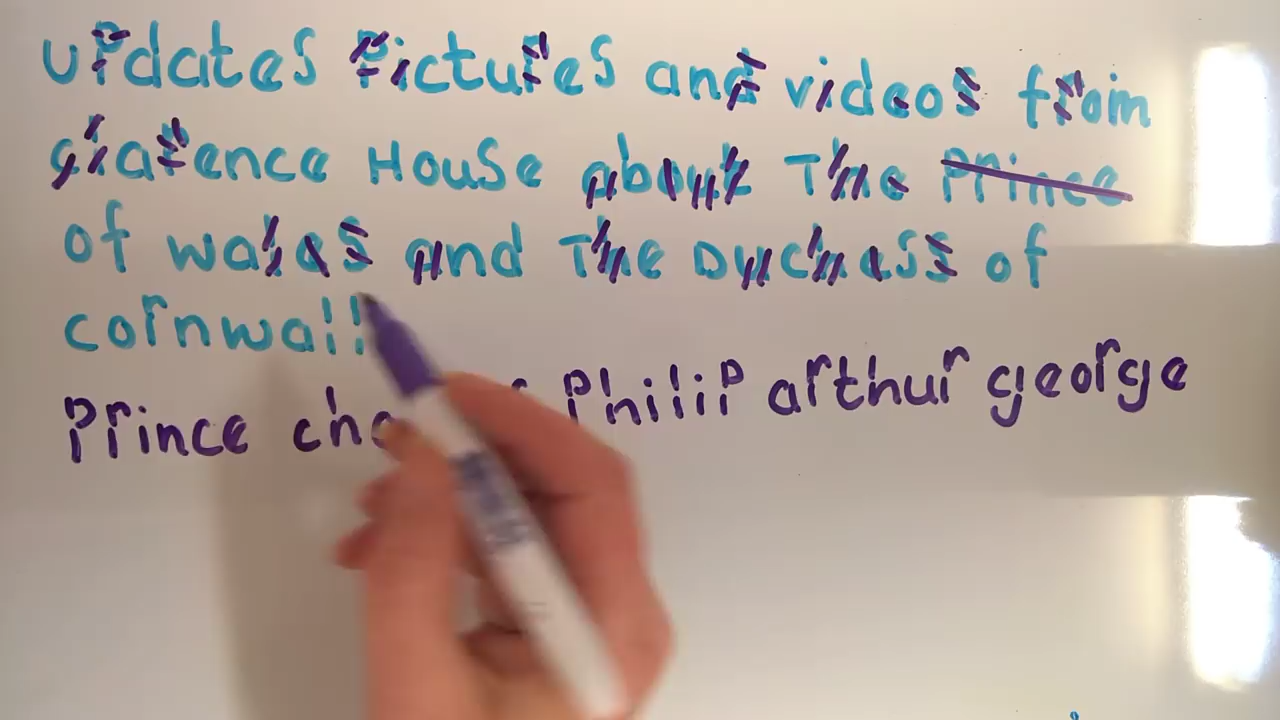 updates Pictures and videos from
clarence House about The Prince
of wales and The Duchess of
cornwall
Prince Philip arthur george